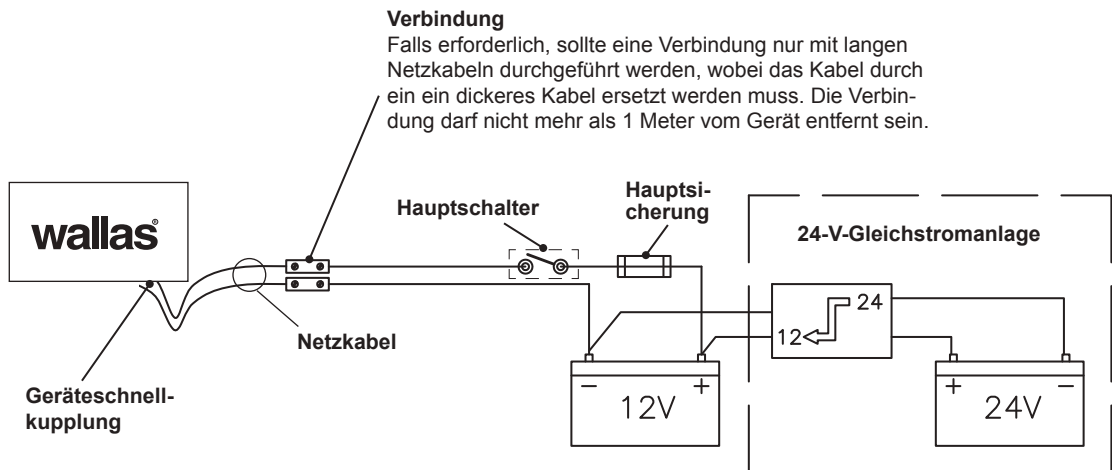 Verbindung
Falls erforderlich, sollte eine Verbindung nur mit langen
Netzkabeln durchgeführt werden, wobei das Kabel durch
ein ein dickeres Kabel ersetzt werden muss. Die Verbin-
dung darf nicht mehr als 1 Meter vom Gerät entfernt sein.
wallas®
Hauptschalter
Hauptsi-
cherung
24-V-Gleichstromanlage
Netzkabel
Geräteschnell-
kupplung
24
12
− 12V +
+ 24V −